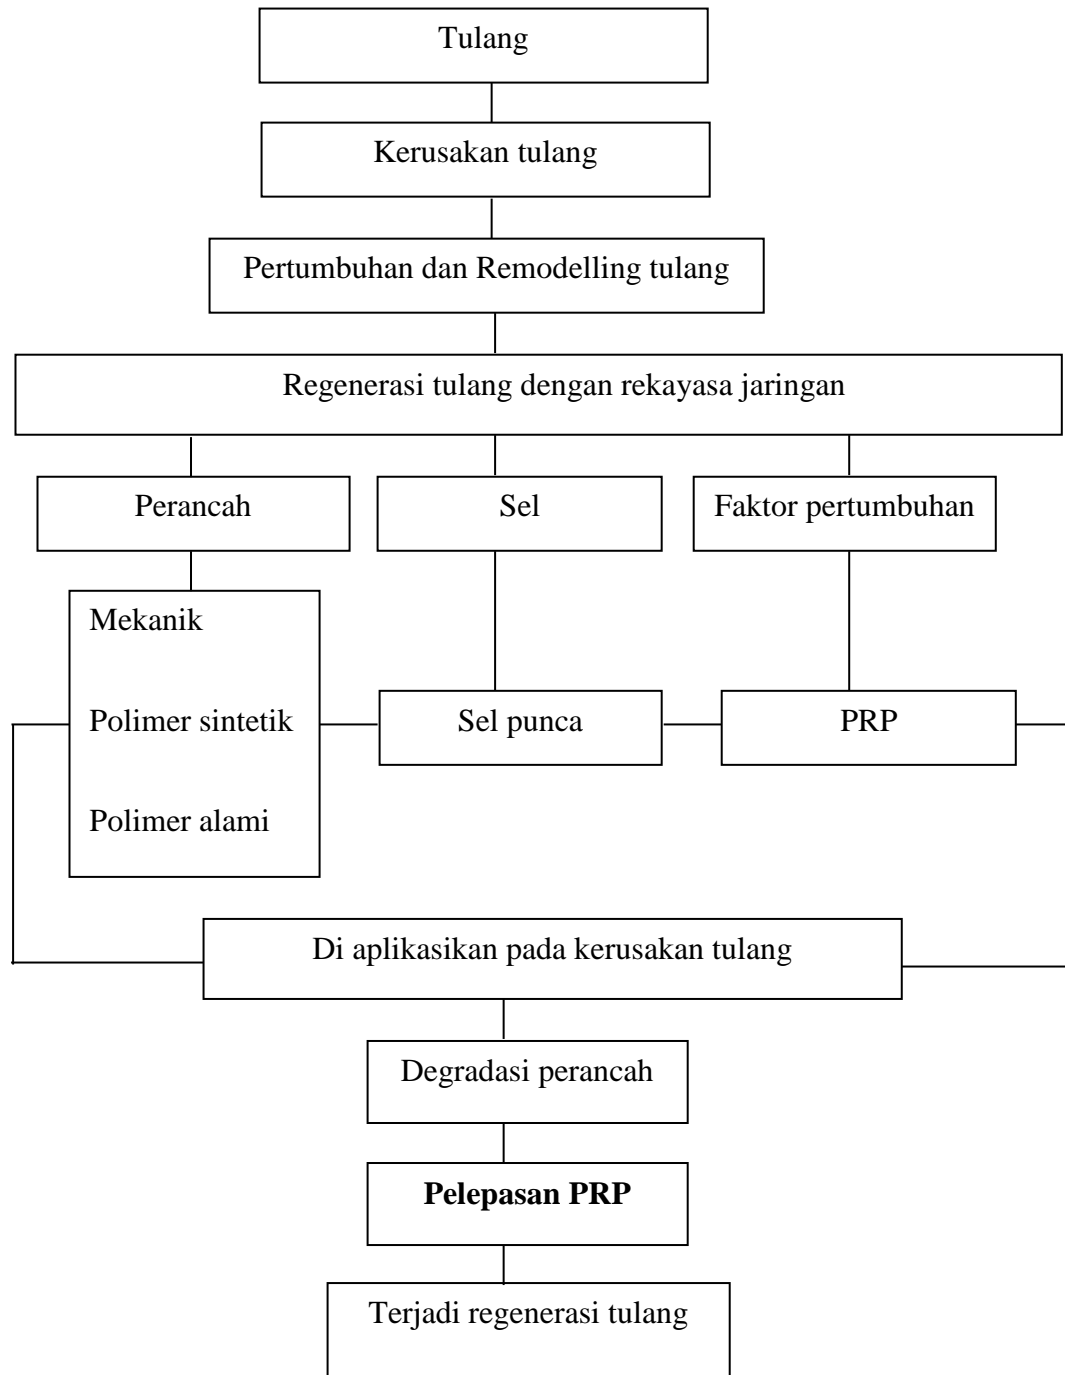 Tulang
Kerusakan tulang
Pertumbuhan dan Remodelling tulang
Regenerasi tulang dengan rekayasa jaringan
Perancah
Sel
Faktor pertumbuhan
Mekanik
Polimer sintetik
Polimer alami
Sel punca
PRP
Di aplikasikan pada kerusakan tulang
Degradasi perancah
Pelepasan PRP
Terjadi regenerasi tulang